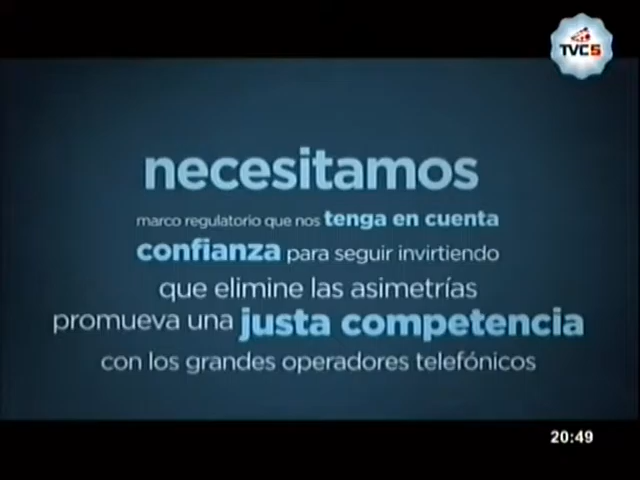 TVC5
necesitamos
marco regulatorio que nos tenga en cuenta
confianza para seguir invirtiendo
que elimine las asimetrías
promueva una justa competencia
con los grandes operadores telefónicos
20:49